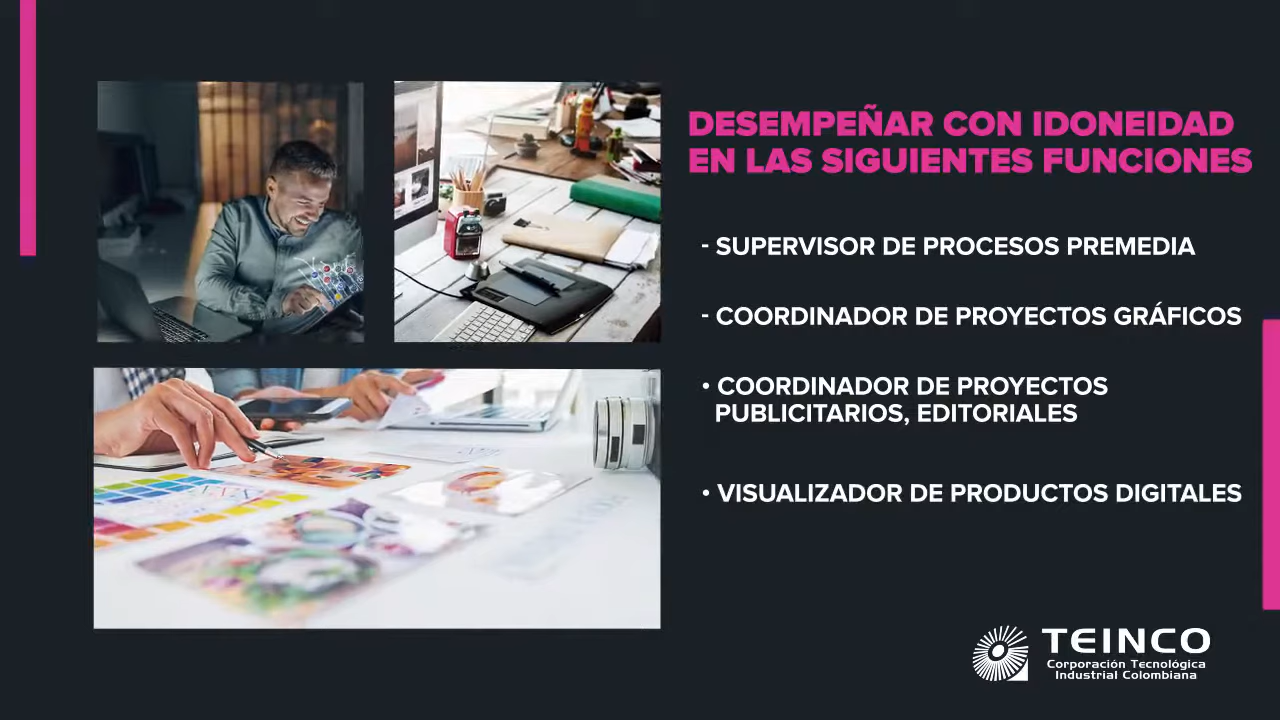 DESEMPEÑAR CON IDONEIDAD
EN LAS SIGUIENTES FUNCIONES
- SUPERVISOR DE PROCESOS PREMEDIA
- COORDINADOR DE PROYECTOS GRÁFICOS
• COORDINADOR DE PROYECTOS
PUBLICITARIOS, EDITORIALES
• VISUALIZADOR DE PRODUCTOS DIGITALES
TEINCO
Corporación Tecnológica
Industrial Colombiana